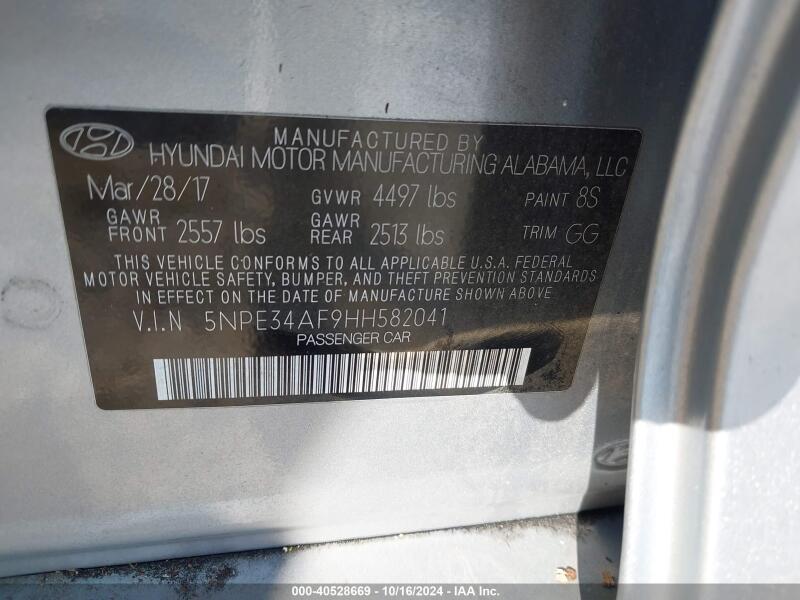 MANUFACTURED BY
HYUNDAI MOTOR MANUFACTURING ALABAMA, LLC
Mar/28/17 GVWR 4497 lbs PAINT 8S
GAWR FRONT 2557 lbs GAWR REAR 2513 lbs TRIM GG
THIS VEHICLE CONFORMS TO ALL APPLICABLE U.S.A. FEDERAL
MOTOR VEHICLE SAFETY, BUMPER, AND THEFT PREVENTION STANDARDS
IN EFFECT ON THE DATE OF MANUFACTURE SHOWN ABOVE.
V.I.N 5NPE34AF9HH582041
PASSENGER CAR
000-40528669 - 10/16/2024 - IAA Inc.